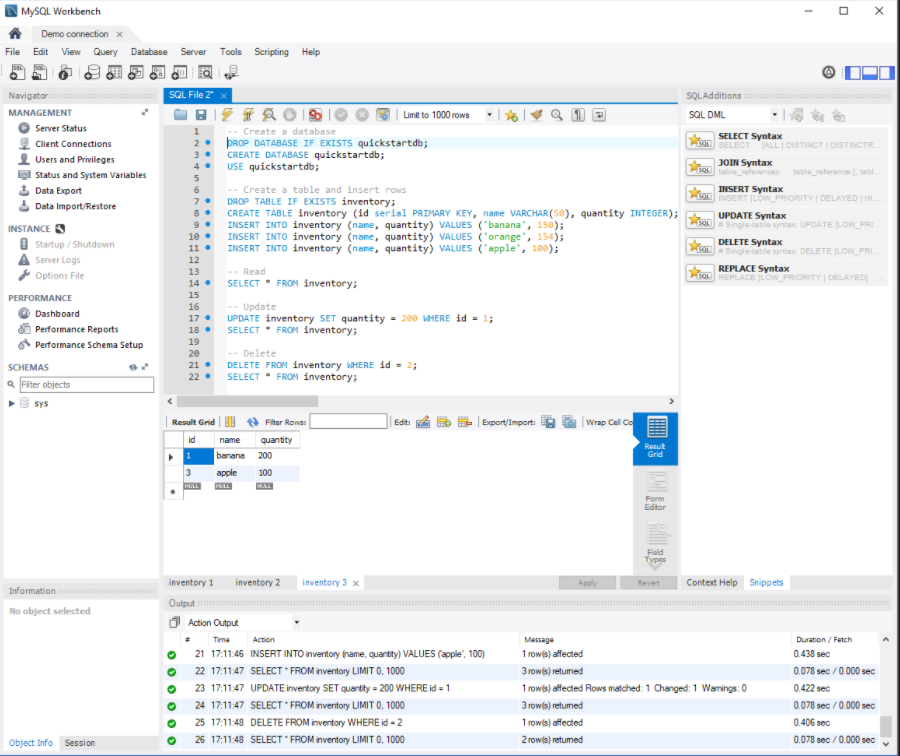 MySQL Workbench
Demo connection
File Edit View Query Database Server Tools Scripting Help
Navigator
MANAGEMENT
Server Status
Client Connections
Users and Privileges
Status and System Variables
Data Export
Data Import/Restore
INSTANCE
Startup / Shutdown
Server Logs
Options File
PERFORMANCE
Dashboard
Performance Reports
Performance Schema Setup
SCHEMAS
Filter objects
sys
Information
No object selected
Object Info Session
SQL File 2*
Limit to 1000 rows
1 -- Create a database
2 DROP DATABASE IF EXISTS quickstartdb;
3 CREATE DATABASE quickstartdb;
4 USE quickstartdb;
5
6 -- Create a table and insert rows
7 DROP TABLE IF EXISTS inventory;
8 CREATE TABLE inventory (id serial PRIMARY KEY, name VARCHAR(50), quantity INTEGER);
9 INSERT INTO inventory (name, quantity) VALUES ('banana', 150);
10 INSERT INTO inventory (name, quantity) VALUES ('orange', 154);
11 INSERT INTO inventory (name, quantity) VALUES ('apple', 100);
12
13 -- Read
14 SELECT * FROM inventory;
15
16 -- Update
17 UPDATE inventory SET quantity = 200 WHERE id = 1;
18 SELECT * FROM inventory;
19
20 -- Delete
21 DELETE FROM inventory WHERE id = 2;
22 SELECT * FROM inventory;
Result Grid Filter Rows: Edit: Export/Import: Wrap Cell Co
id name quantity
1 banana 200
3 apple 100
NULL NULL NULL
Result
Grid
Form
Editor
Field
Types
inventory 1 inventory 2 inventory 3 Apply Revert
SQL Additions
SQL DML
SELECT Syntax
SELECT [ALL | DISTINCT | DISTINCTR...
JOIN Syntax
table_references: table_reference [, tabl...
INSERT Syntax
INSERT [LOW_PRIORITY | DELAYED | HI...
UPDATE Syntax
# Single-table syntax: UPDATE [LOW_PRI...
DELETE Syntax
# Single-table syntax: DELETE [LOW_PRI...
REPLACE Syntax
REPLACE [LOW_PRIORITY | DELAYED] ...
Context Help Snippets
Output
Action Output
# Time Action Message Duration / Fetch
21 17:11:46 INSERT INTO inventory (name, quantity) VALUES ('apple', 100) 1 row(s) affected 0.438 sec
22 17:11:47 SELECT * FROM inventory LIMIT 0, 1000 3 row(s) returned 0.078 sec / 0.000 sec
23 17:11:47 UPDATE inventory SET quantity = 200 WHERE id = 1 1 row(s) affected Rows matched: 1 Changed: 1 Warnings: 0 0.422 sec
24 17:11:47 SELECT * FROM inventory LIMIT 0, 1000 3 row(s) returned 0.078 sec / 0.000 sec
25 17:11:48 DELETE FROM inventory WHERE id = 2 1 row(s) affected 0.406 sec
26 17:11:48 SELECT * FROM inventory LIMIT 0, 1000 2 row(s) returned 0.078 sec / 0.000 sec